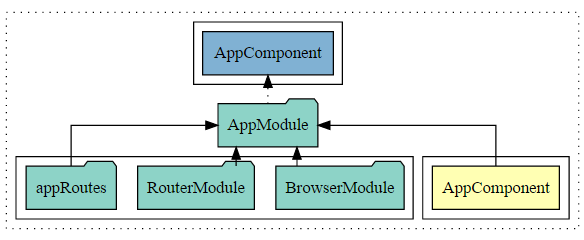 AppComponent
AppModule
appRoutes
RouterModule
BrowserModule
AppComponent